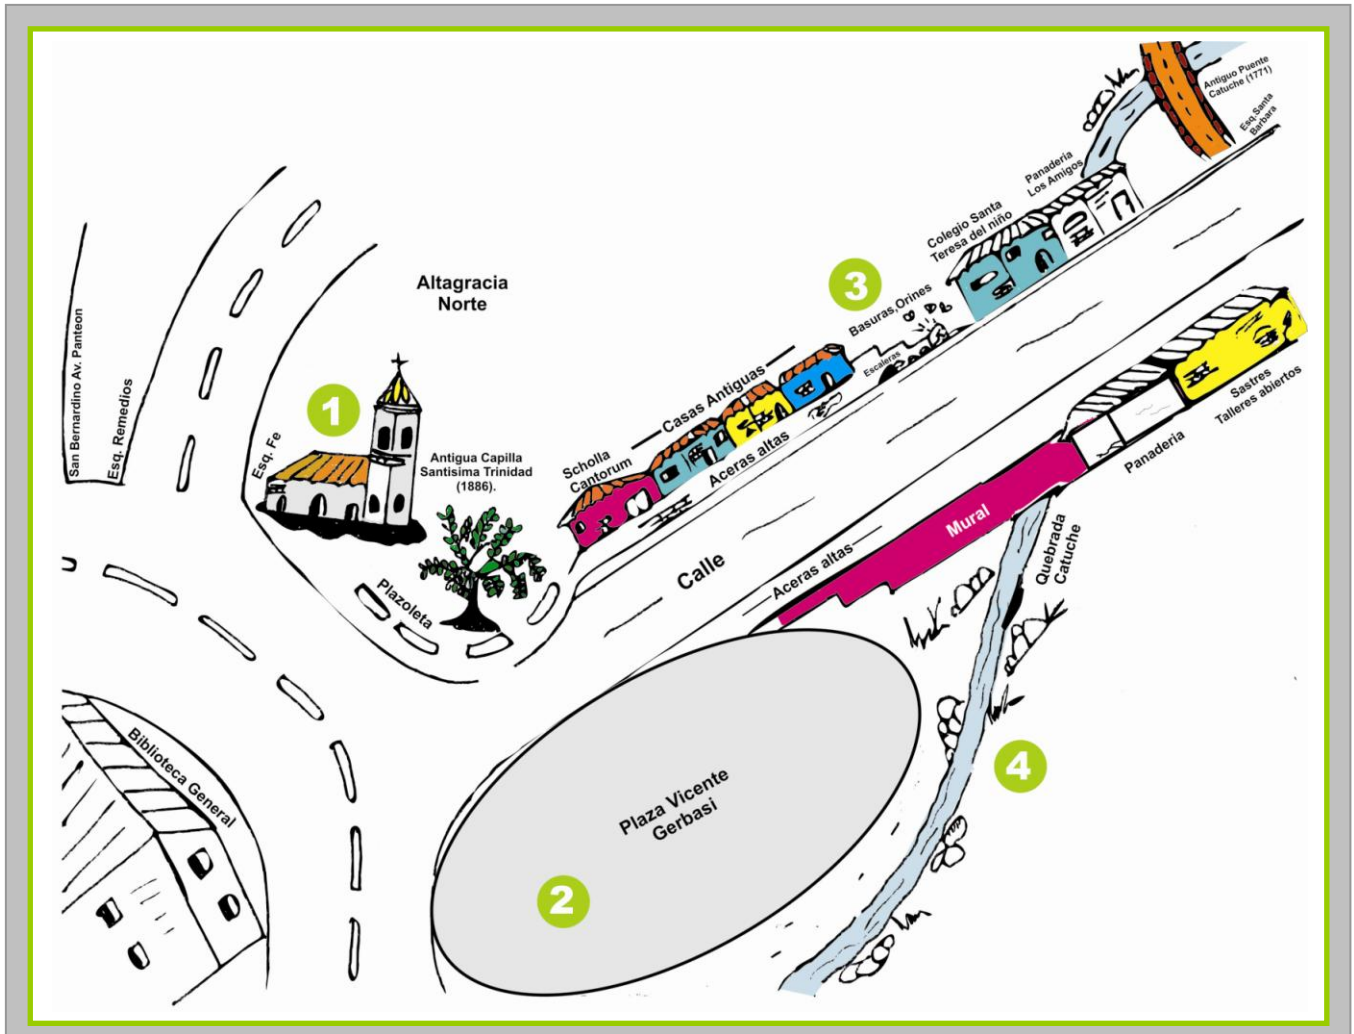 Antiguo Puente
Catuche (1771)
Esq.Santa
Barbara
Panaderia
Los Amigos
Colegio Santa
Teresa del niño
3
Basuras,Orines
Escaleras
Altagracia
Norte
San Bernardino Av. Panteon
Esq. Remedios
1
Esq. Fe
Antigua Capilla
Santisima Trinidad
(1886).
Casas Antiguas
Scholla
Cantorum
Aceras altas
Sastres
Talleres abiertos
Panaderia
Mural
Calle
Aceras altas
Quebrada
Catuche
Plazoleta
Biblioteca General
4
Plaza Vicente
Gerbasi
2